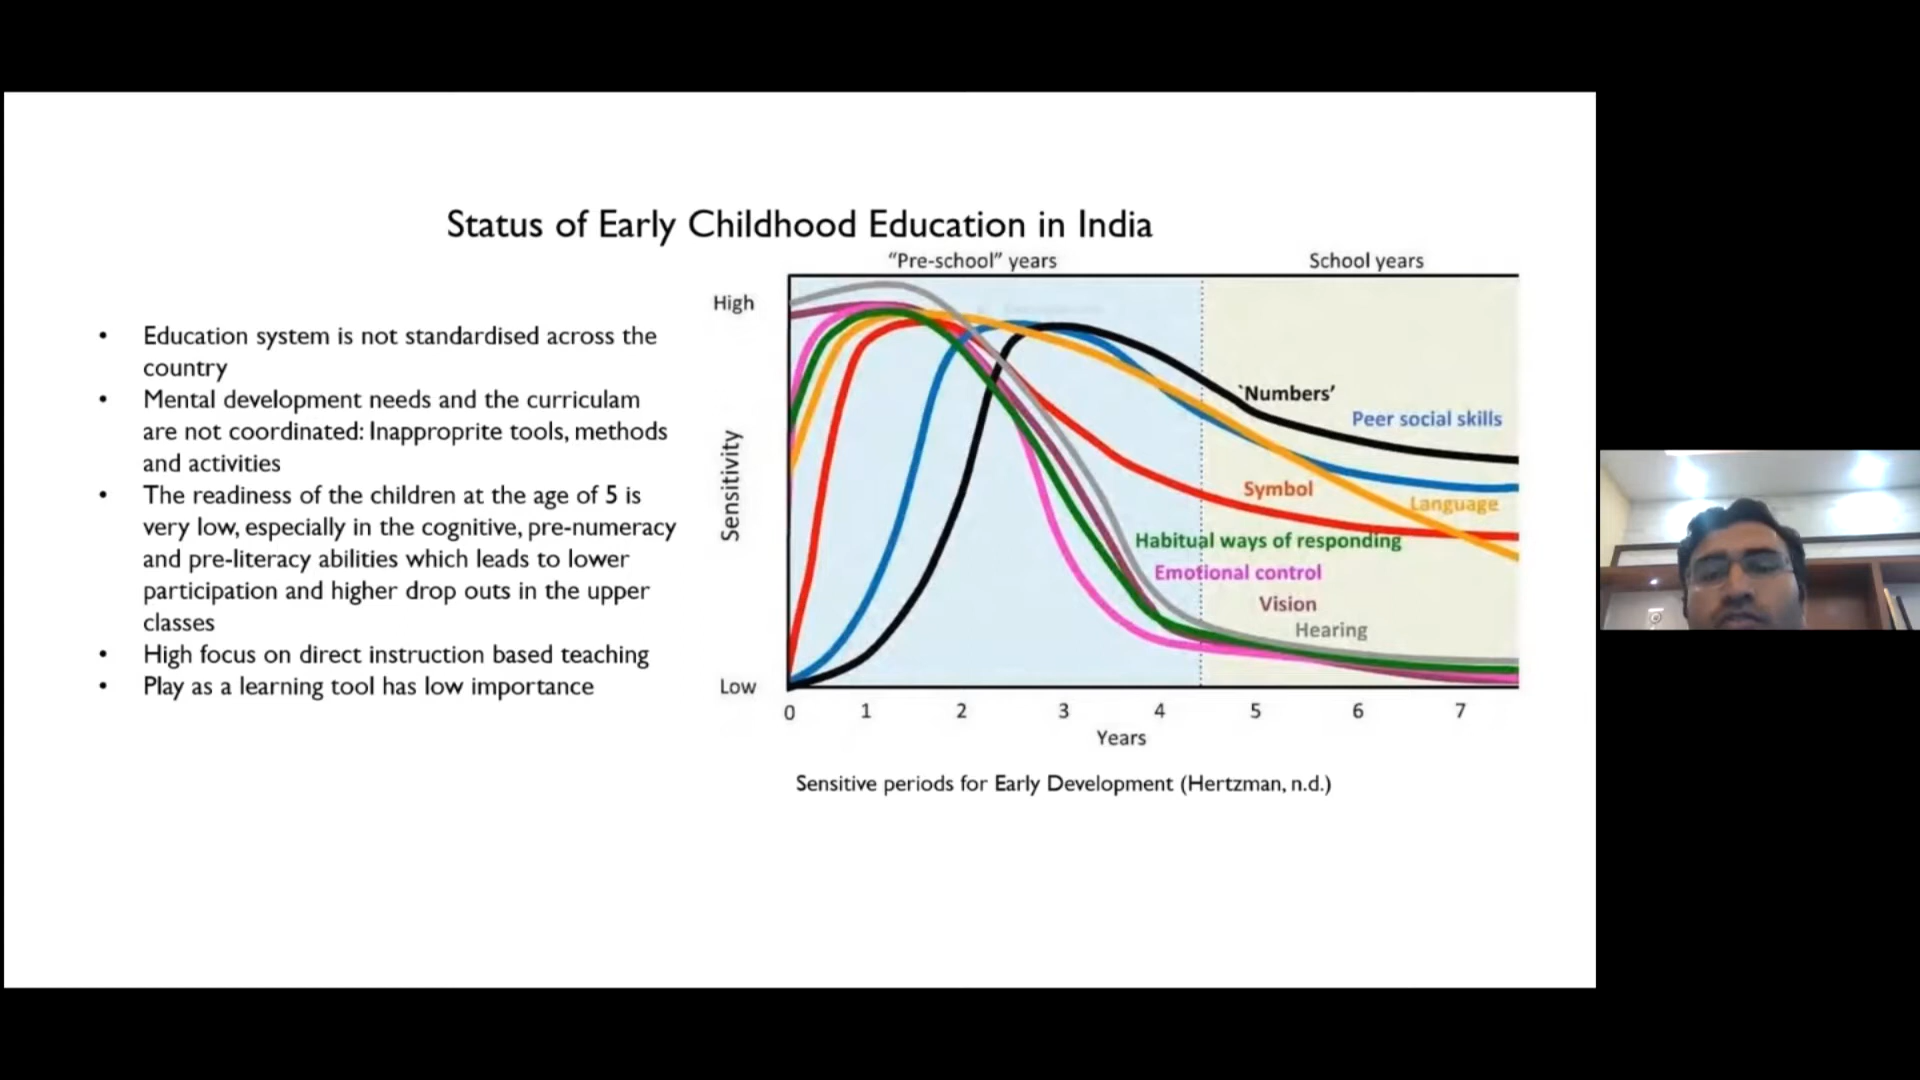 Status of Early Childhood Education in India
• Education system is not standardised across the
country
• Mental development needs and the curriculam
are not coordinated: Inapproprite tools, methods
and activities
• The readiness of the children at the age of 5 is
very low, especially in the cognitive, pre-numeracy
and pre-literacy abilities which leads to lower
participation and higher drop outs in the upper
classes
• High focus on direct instruction based teaching
• Play as a learning tool has low importance
“Pre-school” years
School years
High
Sensitivity
Low
`Numbers’
Peer social skills
Symbol
Language
Habitual ways of responding
Emotional control
Vision
Hearing
0 1 2 3 4 5 6 7
Years
Sensitive periods for Early Development (Hertzman, n.d.)